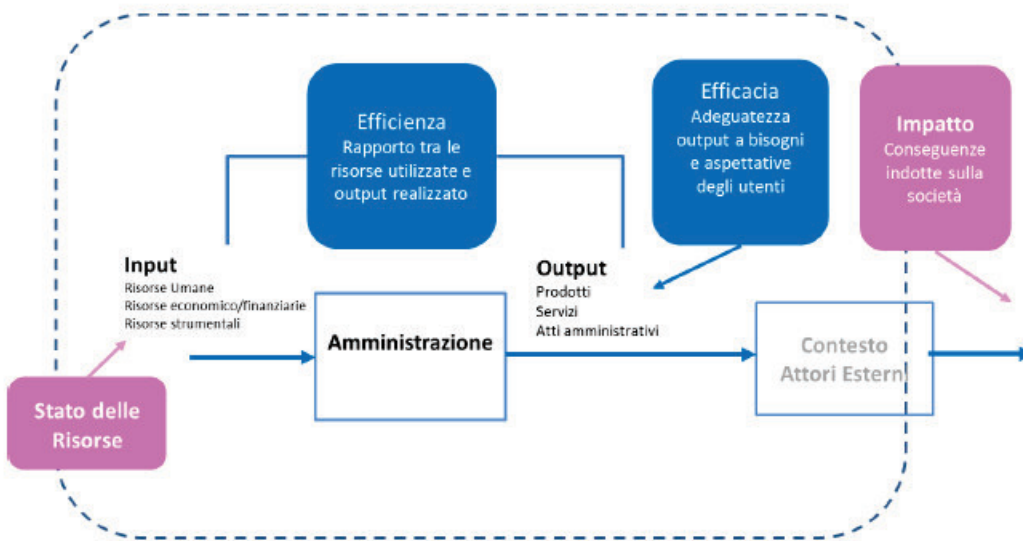 Efficienza
Rapporto tra le
risorse utilizzate e
output realizzato
Efficacia
Adeguatezza
output a bisogni
e aspettative
degli utenti
Impatto
Conseguenze
indotte sulla
società
Input
Risorse Umane
Risorse economico/finanziarie
Risorse strumentali
Output
Prodotti
Servizi
Atti amministrativi
Amministrazione
Contesto
Attori Esterni
Stato delle
Risorse